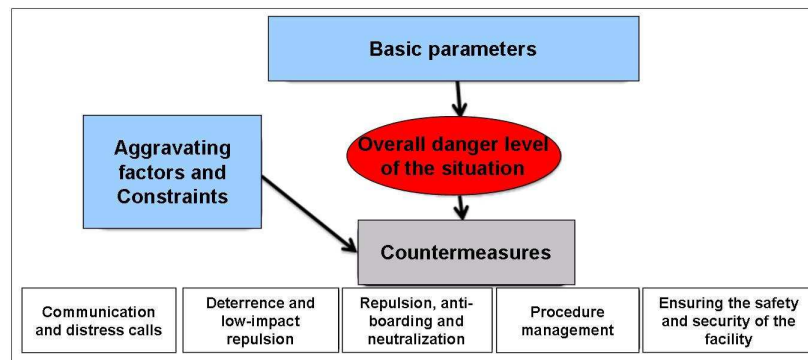 Basic parameters
Overall danger level
of the situation
Aggravating
factors and
Constraints
Countermeasures
Communication
and distress calls
Deterrence and
low-impact
repulsion
Repulsion, anti-
boarding and
neutralization
Procedure
management
Ensuring the safety
and security of the
facility